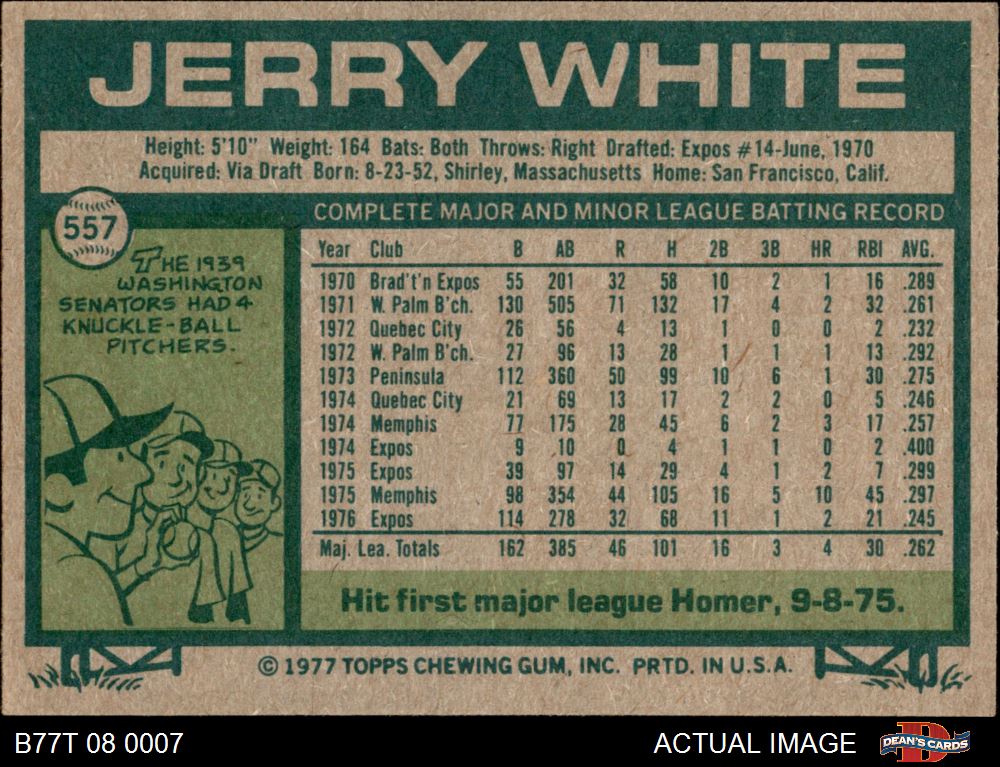 JERRY WHITE
Height: 5'10" Weight: 164 Bats: Both Throws: Right Drafted: Expos #14-June, 1970
Acquired: Via Draft Born: 8-23-52, Shirley, Massachusetts Home: San Francisco, Calif.
557
THE 1939
WASHINGTON
SENATORS HAD 4
KNUCKLE-BALL
PITCHERS.
COMPLETE MAJOR AND MINOR LEAGUE BATTING RECORD
Year Club B AB R H 2B 3B HR RBI AVG.
1970 Brad't'n Expos 55 201 32 58 10 2 1 16 .289
1971 W. Palm B'ch. 130 505 71 132 17 4 2 32 .261
1972 Quebec City 26 56 4 13 1 0 0 2 .232
1972 W. Palm B'ch. 27 96 13 28 1 1 1 13 .292
1973 Peninsula 112 360 50 99 10 6 1 30 .275
1974 Quebec City 21 69 13 17 2 2 0 5 .246
1974 Memphis 77 175 28 45 6 2 3 17 .257
1974 Expos 9 10 0 4 1 1 0 2 .400
1975 Expos 39 97 14 29 4 1 2 7 .299
1975 Memphis 98 354 44 105 16 5 10 45 .297
1976 Expos 114 278 32 68 11 1 2 21 .245
Maj. Lea. Totals 162 385 46 101 16 3 4 30 .262
Hit first major league Homer, 9-8-75.
© 1977 TOPPS CHEWING GUM, INC. PRTD. IN U.S.A.
B77T 08 0007
ACTUAL IMAGE
DEAN'S CARDS